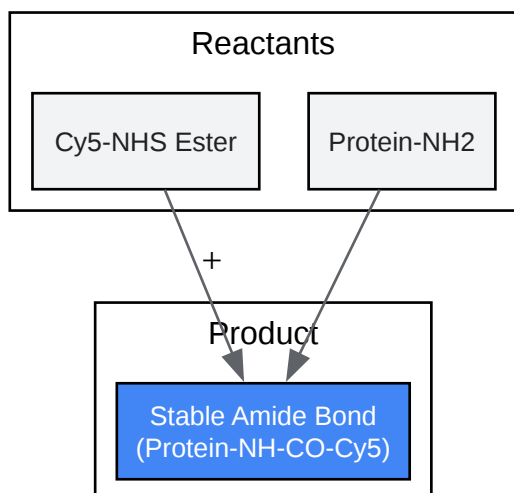 Reactants
Cy5-NHS Ester
Protein-NH2
+
Product
Stable Amide Bond
(Protein-NH-CO-Cy5)